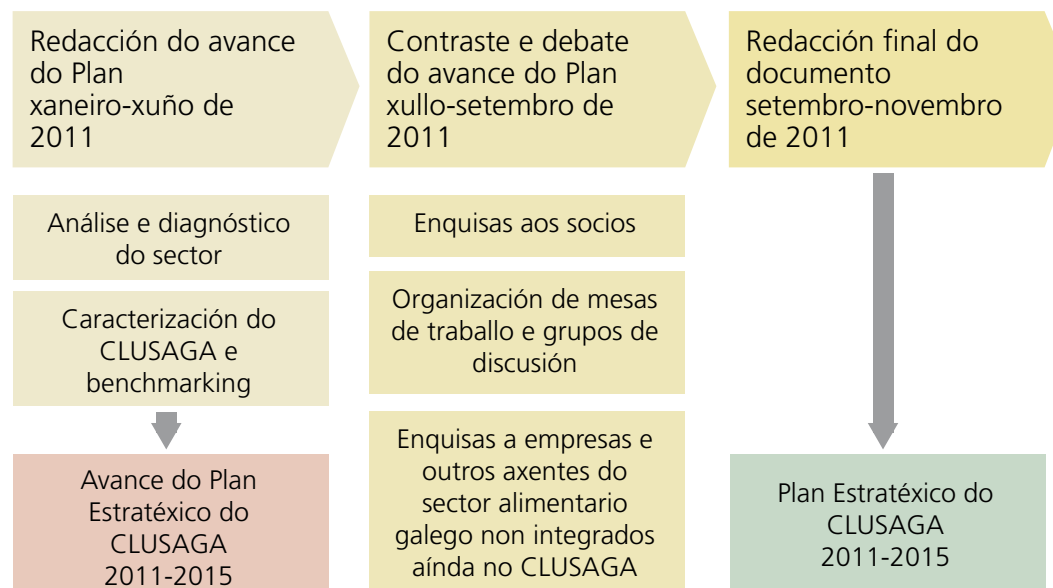 Redacción do avance
do Plan
xaneiro-xuño de
2011
Contraste e debate
do avance do Plan
xullo-setembro de
2011
Redacción final do
documento
setembro-novembro
de 2011
Análise e diagnóstico
do sector
Caracterización do
CLUSAGA e
benchmarking
Avance do Plan
Estratéxico do
CLUSAGA
2011-2015
Enquisas aos socios
Organización de mesas
de traballo e grupos de
discusión
Enquisas a empresas e
outros axentes do
sector alimentario
galego non integrados
aínda no CLUSAGA
Plan Estratéxico do
CLUSAGA
2011-2015